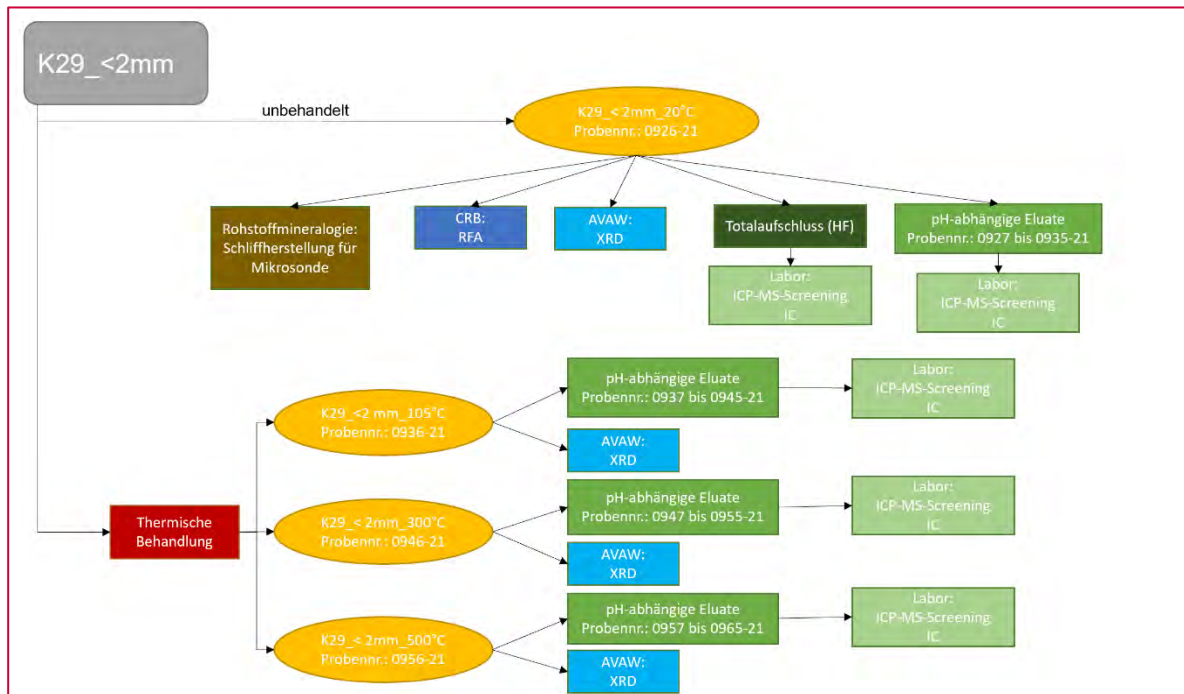 K29_<2mm
unbehandelt
K29_< 2mm_20°C
Probennr.: 0926-21
Rohstoffmineralogie:
Schliffherstellung für
Mikrosonde
CRB:
RFA
AVAW:
XRD
Totalaufschluss (HF)
pH-abhängige Eluate
Probennr.: 0927 bis 0935-21
Labor:
ICP-MS-Screening
IC
Labor:
ICP-MS-Screening
IC
K29_<2 mm_105°C
Probennr.: 0936-21
pH-abhängige Eluate
Probennr.: 0937 bis 0945-21
Labor:
ICP-MS-Screening
IC
AVAW:
XRD
Thermische
Behandlung
K29_< 2mm_300°C
Probennr.: 0946-21
pH-abhängige Eluate
Probennr.: 0947 bis 0955-21
Labor:
ICP-MS-Screening
IC
AVAW:
XRD
K29_< 2mm_500°C
Probennr.: 0956-21
pH-abhängige Eluate
Probennr.: 0957 bis 0965-21
Labor:
ICP-MS-Screening
IC
AVAW:
XRD